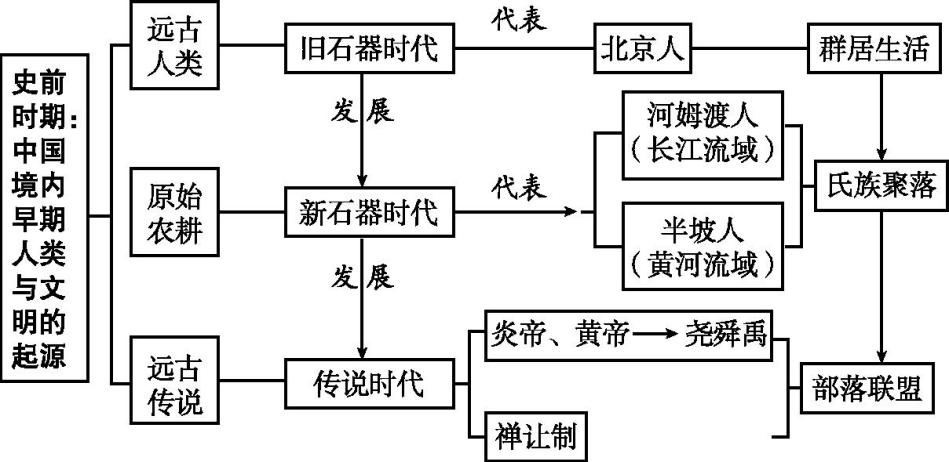 史前
时期：
中国
境内
早期
人类
与文
明的
起源
远古
人类
旧石器时代
代表
北京人
群居生活
发展
原始
农耕
新石器时代
代表
河姆渡人
（长江流域）
半坡人
（黄河流域）
氏族聚落
发展
远古
传说
传说时代
炎帝、黄帝
尧舜禹
禅让制
部落联盟